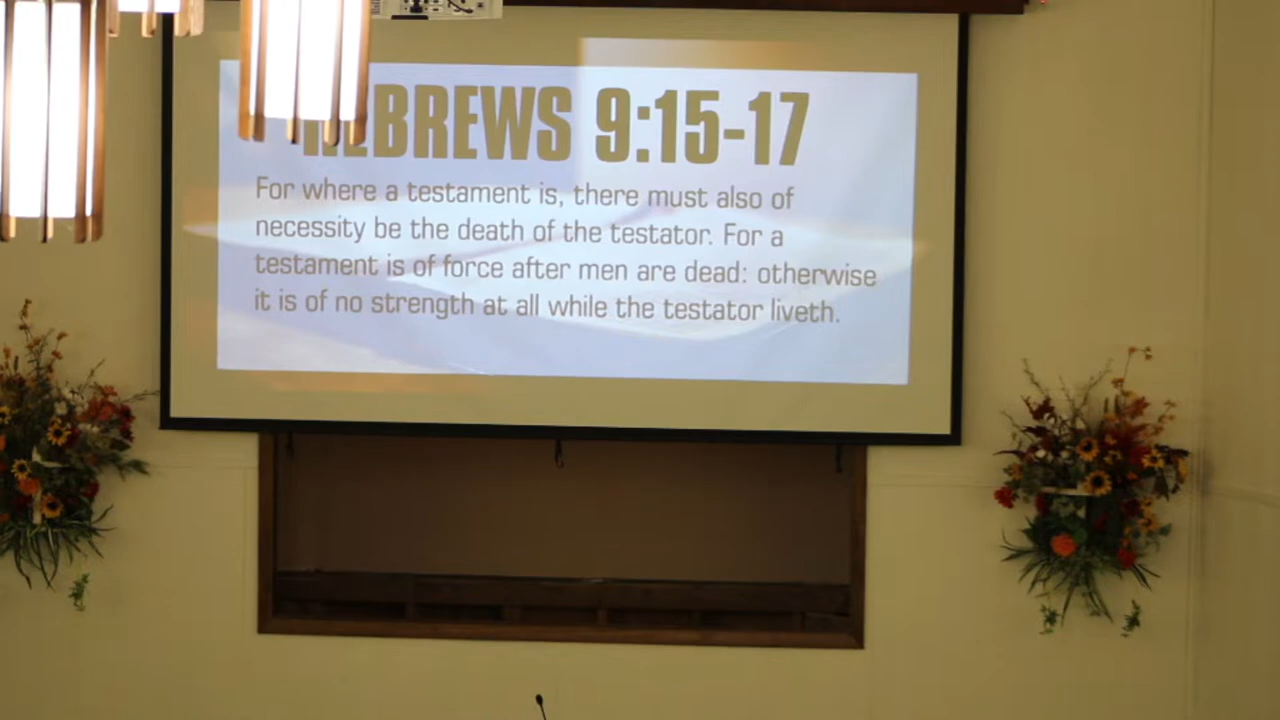 HEBREWS 9:15-17
For where a testament is, there must also of
necessity be the death of the testator. For a
testament is of force after men are dead: otherwise
it is of no strength at all while the testator liveth.